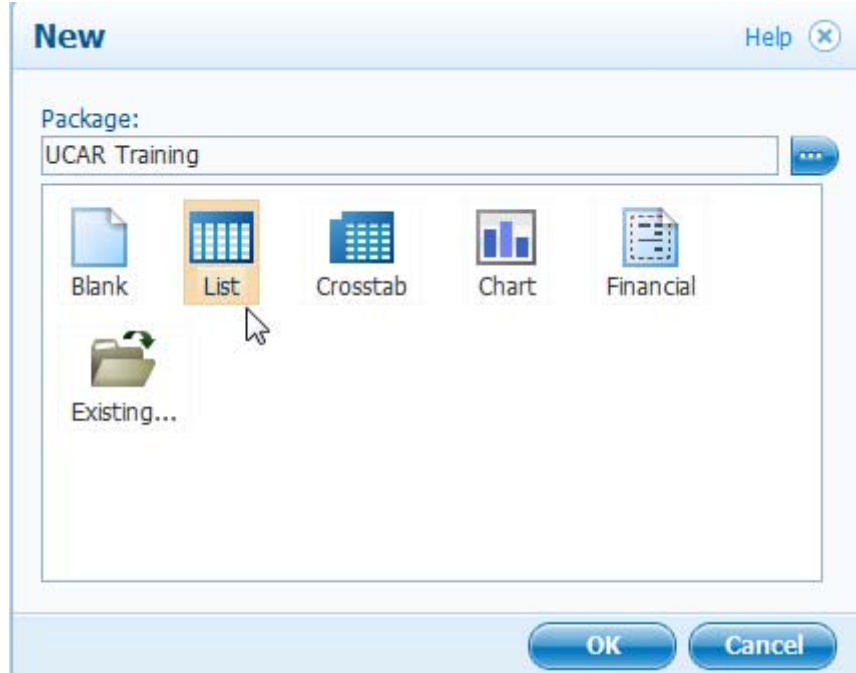 New
Help
Package:
UCAR Training
...
Blank
List
Crosstab
Chart
Financial
Existing...
OK
Cancel